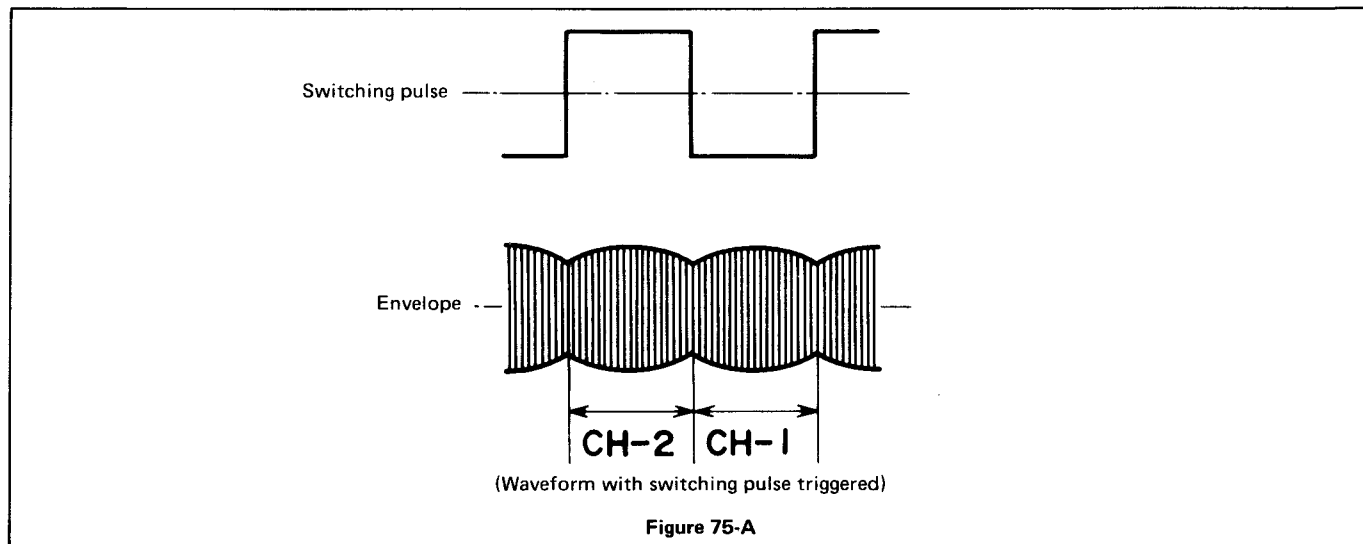 Switching pulse
Envelope
CH-2 CH-1
(Waveform with switching pulse triggered)
Figure 75-A